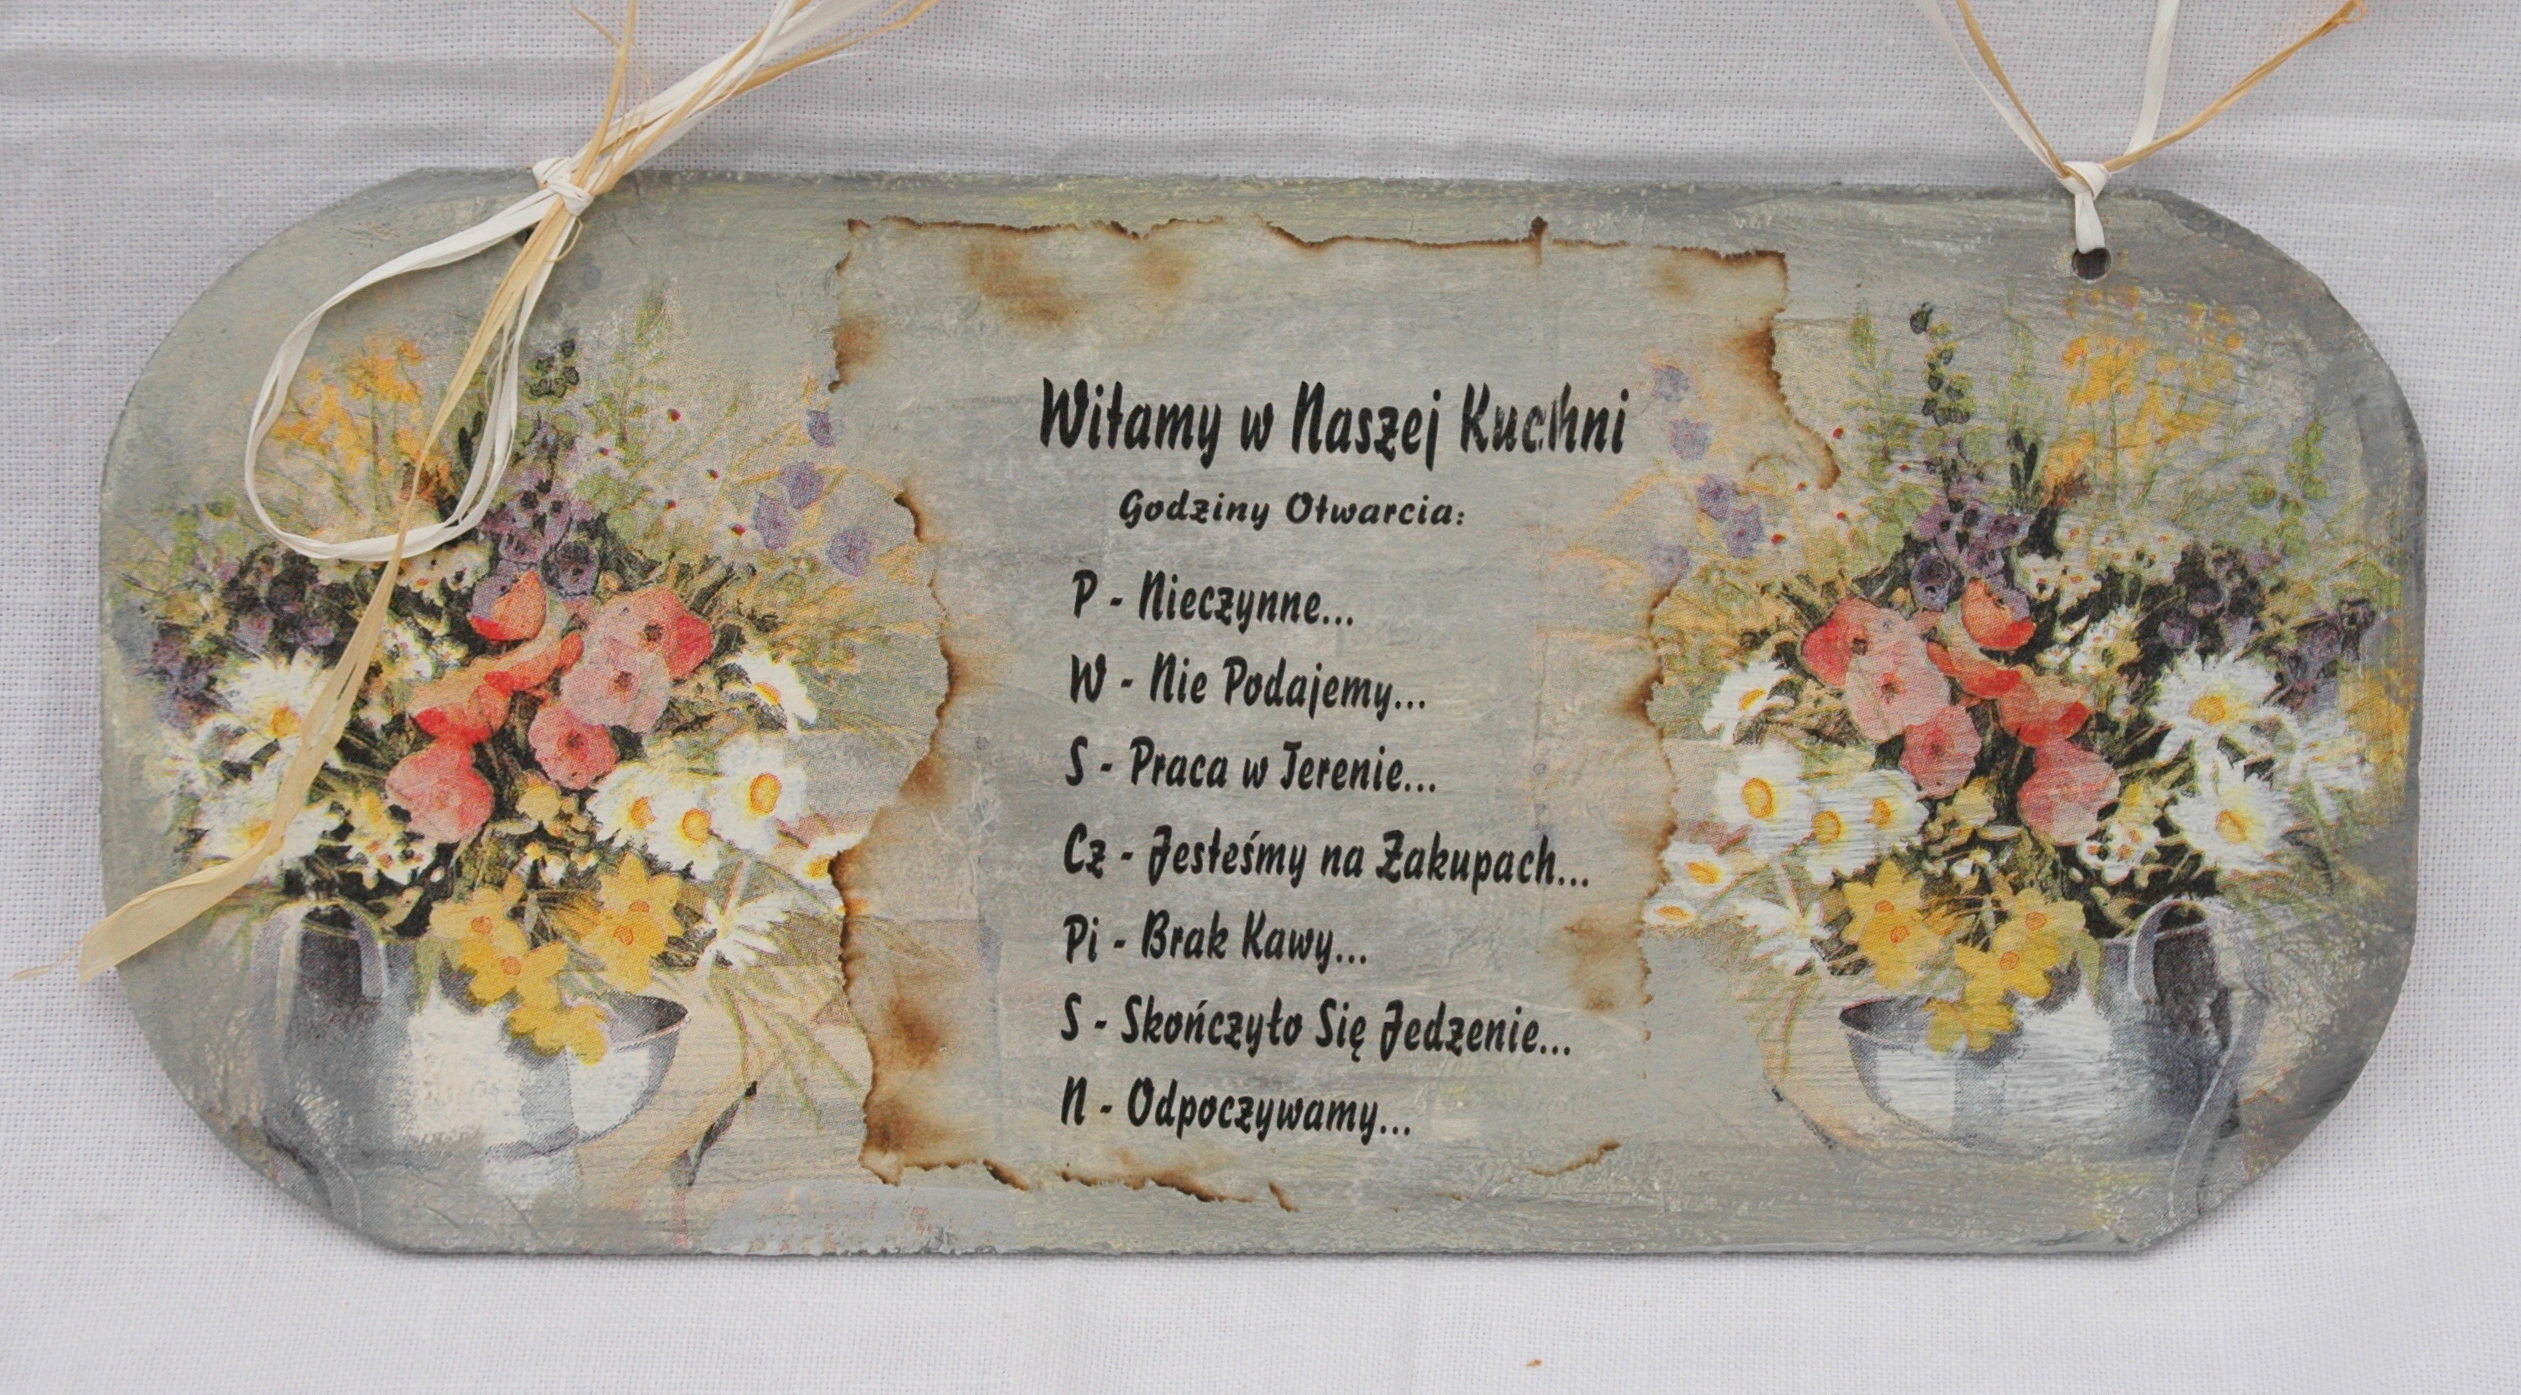 Witamy w Naszej Kuchni
Godziny Otwarcia:
P - Nieczynne...
W - Nie Podajemy...
S - Praca w Terenie...
Cz - Jesteśmy na Zakupach...
Pi - Brak Kawy...
S - Skończyło Się Jedzenie...
N - Odpoczywamy...